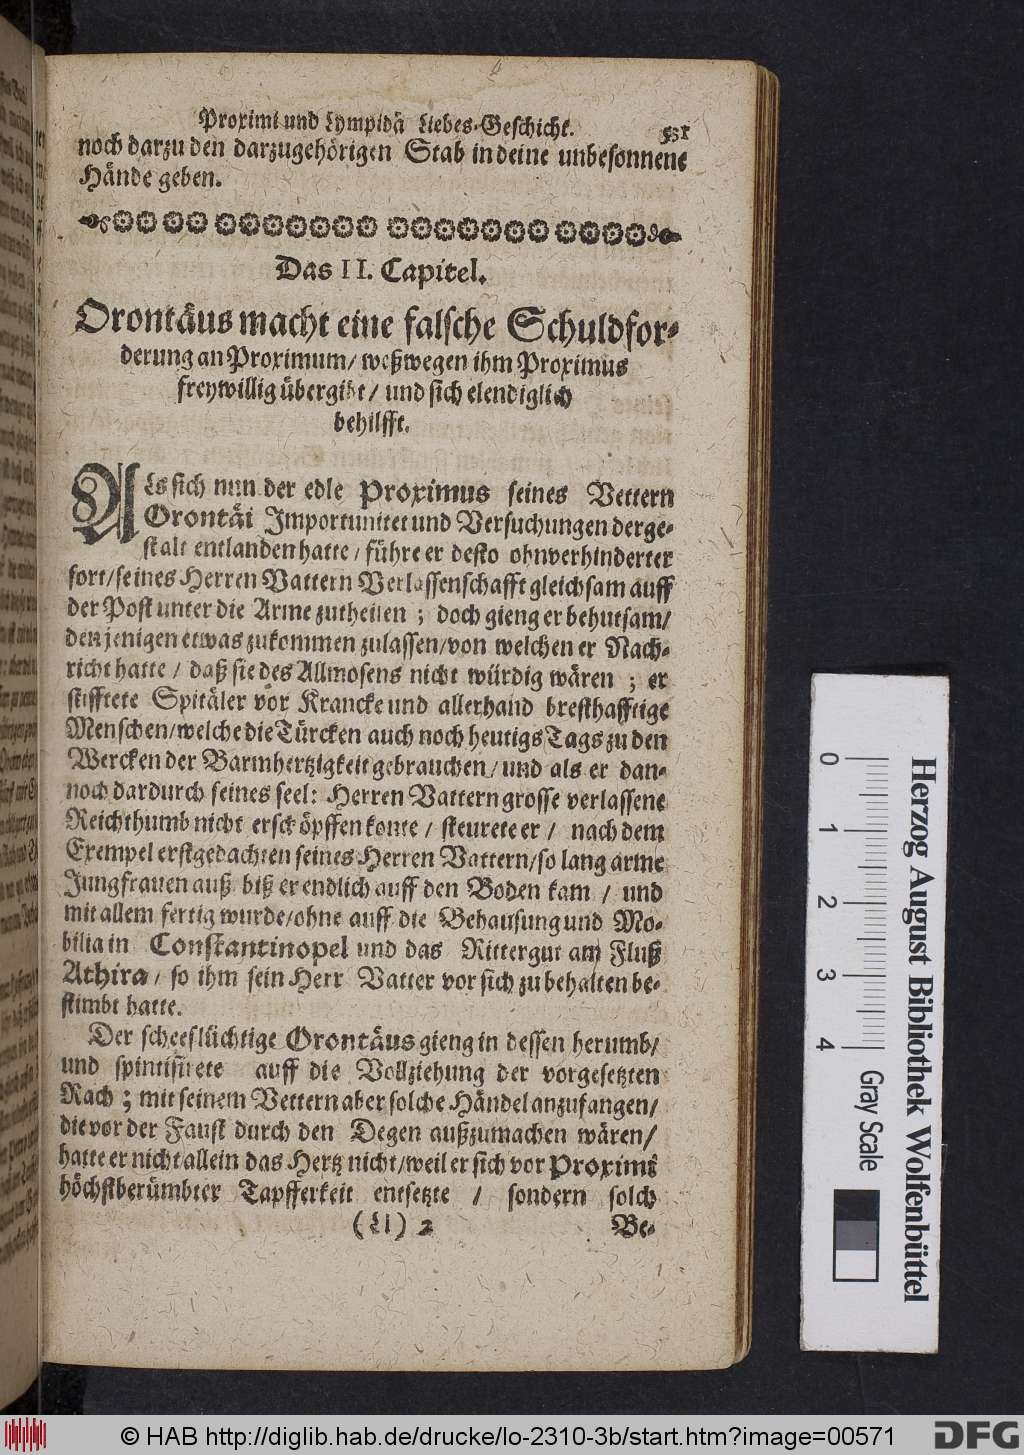 Proximi und Lympidä Liebes-Geschicht. 531
noch darzu den darzugehörigen Stab in deine unbesonnene
Hände geben.
Das II. Capitel.
Orontäus macht eine falsche Schuldfor-
derung an Proximum/ weßwegen ihm Proximus
freywillig übergibt/ und sich elendiglich
behilfft.
ALs sich nun der edle Proximus seines Vettern
Orontäi Importunitet und Versuchungen derge-
stalt entlanden hatte/ führe er desto ohnverhinderter
fort/ seines Herren Vattern Verlassenschafft gleichsam auff
der Post unter die Arme zutheilen; doch gieng er behutsam/
denjenigen etwas zukommen zulassen/ von welchen er Nach-
richt hatte/ daß sie des Allmosens nicht würdig wären; er
stifftete Spitäler vor Krancke und allerhand bresthafftige
Menschen/ welche die Türcken auch noch heutigs Tags zu den
Wercken der Barmhertzigkeit gebrauchen/ und als er dan-
noch dardurch seines seel: Herren Vattern grosse verlassene
Reichthumb nicht erschöpffen konte/ steurete er/ nach dem
Exempel erstgedachten seines Herren Vattern/ so lang arme
Jungfrauen auß biß er endlich auff den Boden kam/ und
mit allem fertig wurde/ ohne auff die Behausung und Mo-
bilia in Constantinopel und das Rittergut am Fluß
Athira/ so ihm sein Herr Vatter vor sich zu behalten be-
stimbt hatte.
Der scheelsüchtige Orontäus gieng in dessen herumb/
und spintisirete auff die Vollziehung der vorgesetzten
Rach; mit seinem Vettern aber solche Händel anzufangen/
die vor der Faust durch den Degen außzumachen wären/
hatte er nicht allein das Hertz nicht/ weil er sich vor Proximi
höchstberümbter Tapfferkeit entsetzte/ sondern solch
(Ll) 2 Be-
Herzog August Bibliothek Wolfenbüttel
0 1 2 3 4
Gray Scale
© HAB http://diglib.hab.de/drucke/lo-2310-3b/start.htm?image=00571
DFG